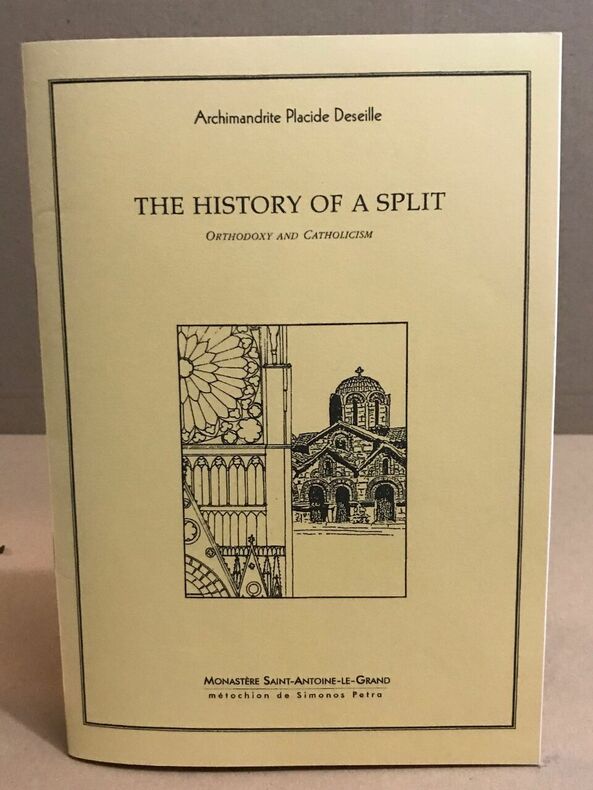 Archimandrite Placide Deseille
THE HISTORY OF A SPLIT
ORTHODOXY AND CATHOLICISM
MONASTÈRE SAINT-ANTOINE-LE-GRAND
métochion de Simonos Petra